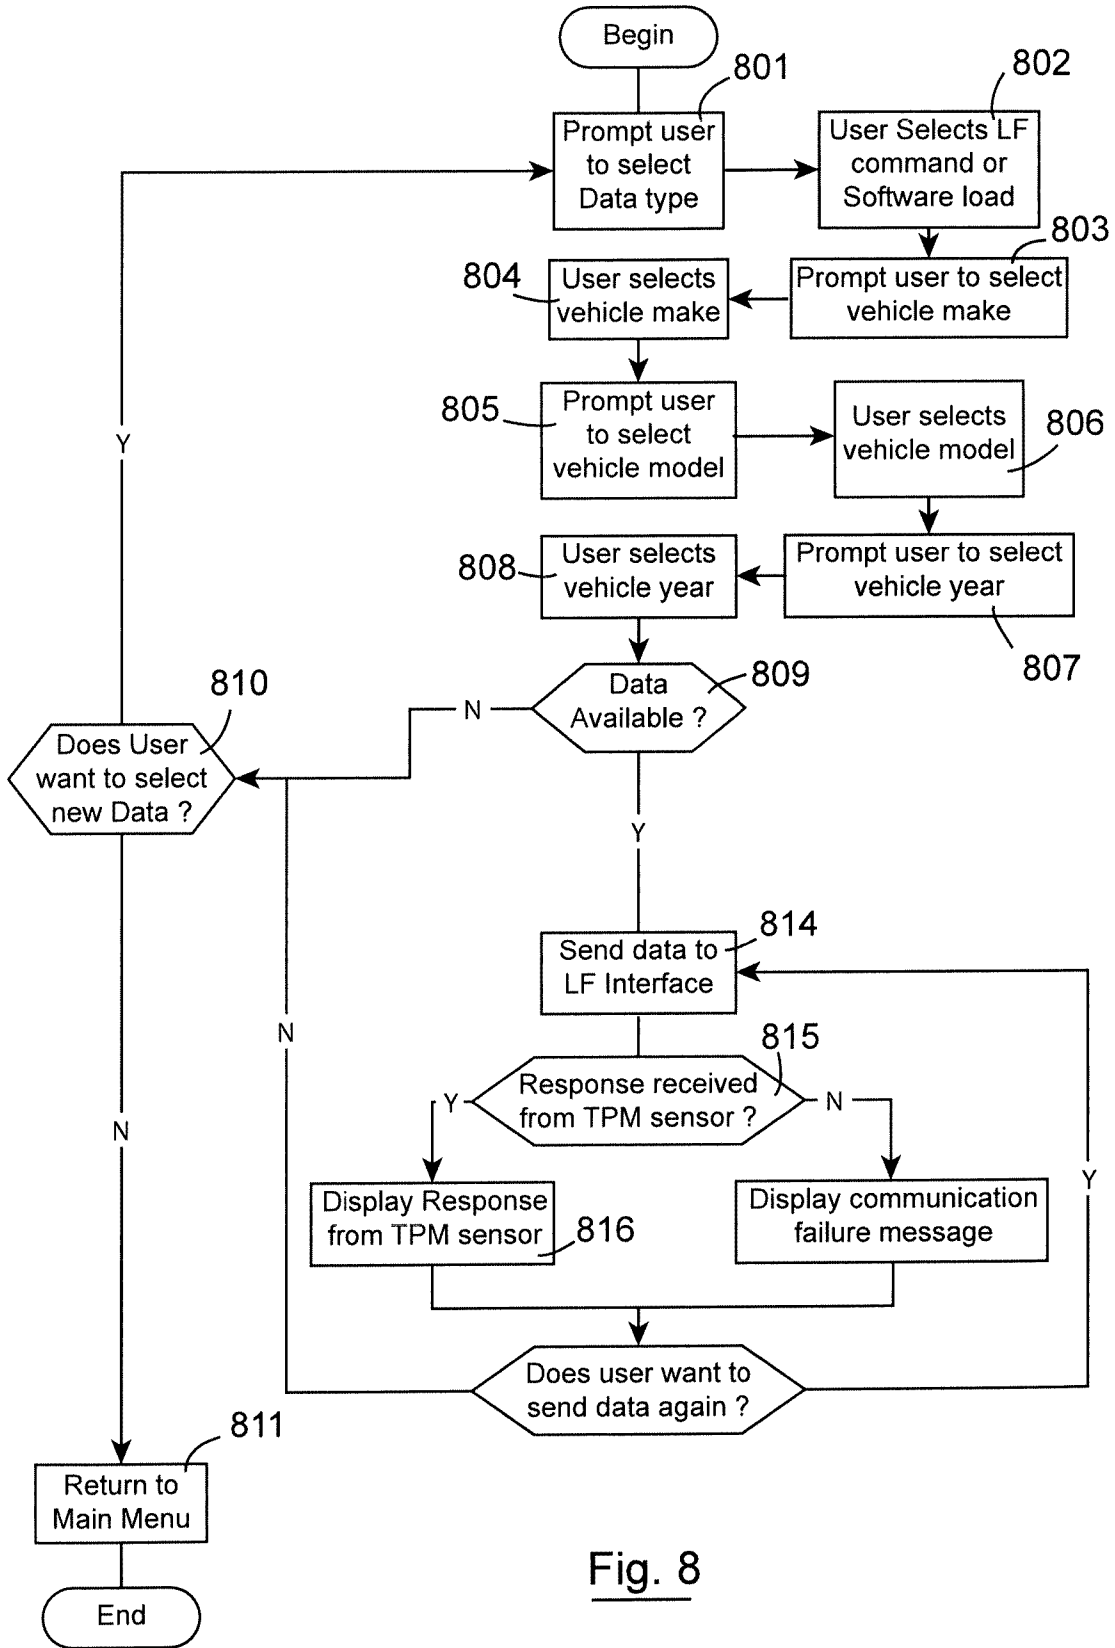 Begin
801
Prompt user
to select
Data type
802
User Selects LF
command or
Software load
803
Prompt user to select
vehicle make
804
User selects
vehicle make
805
Prompt user
to select
vehicle model
User selects
vehicle model
806
Y
808
User selects
vehicle year
Prompt user to select
vehicle year
807
809
Data
Available ?
N
810
Does User
want to select
new Data ?
Y
814
Send data to
LF Interface
N
815
Response received
from TPM sensor ?
Y
N
N
Y
Display Response
from TPM sensor
816
Display communication
failure message
Does user want to
send data again ?
811
Return to
Main Menu
End
Fig. 8